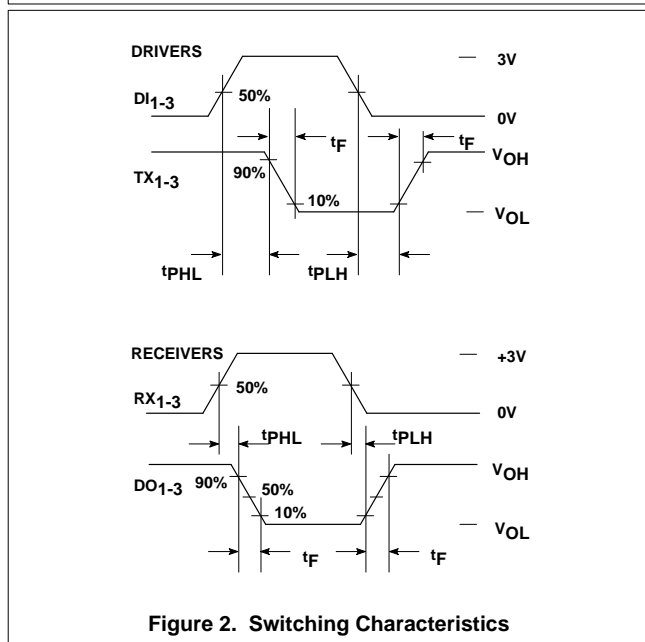 DRIVERS
3V
DI1-3
50%
0V
tF
tF
VOH
TX1-3
90%
10%
VOL
tPHL
tPLH
RECEIVERS
+3V
RX1-3
50%
0V
tPHL
tPLH
VOH
DO1-3
90%
50%
10%
VOL
tF
tF
Figure 2. Switching Characteristics